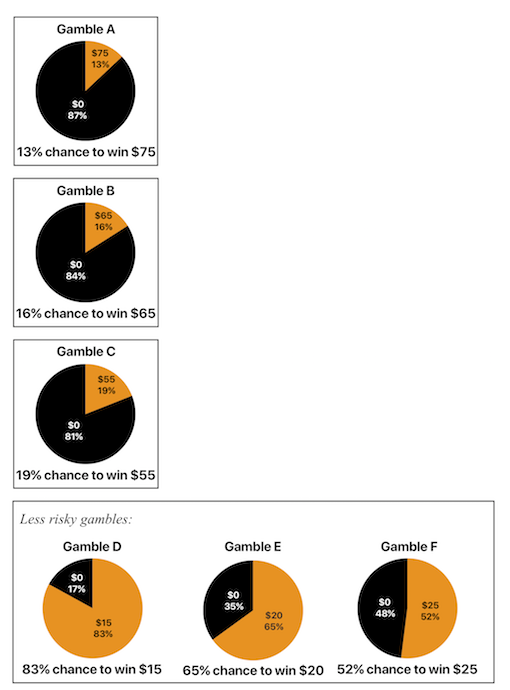 Gamble A
$75
13%
$0
87%
13% chance to win $75
Gamble B
$65
16%
$0
84%
16% chance to win $65
Gamble C
$55
19%
$0
81%
19% chance to win $55
Less risky gambles:
Gamble D
$0
17%
$15
83%
83% chance to win $15
Gamble E
$0
35%
$20
65%
65% chance to win $20
Gamble F
$0
48%
$25
52%
52% chance to win $25